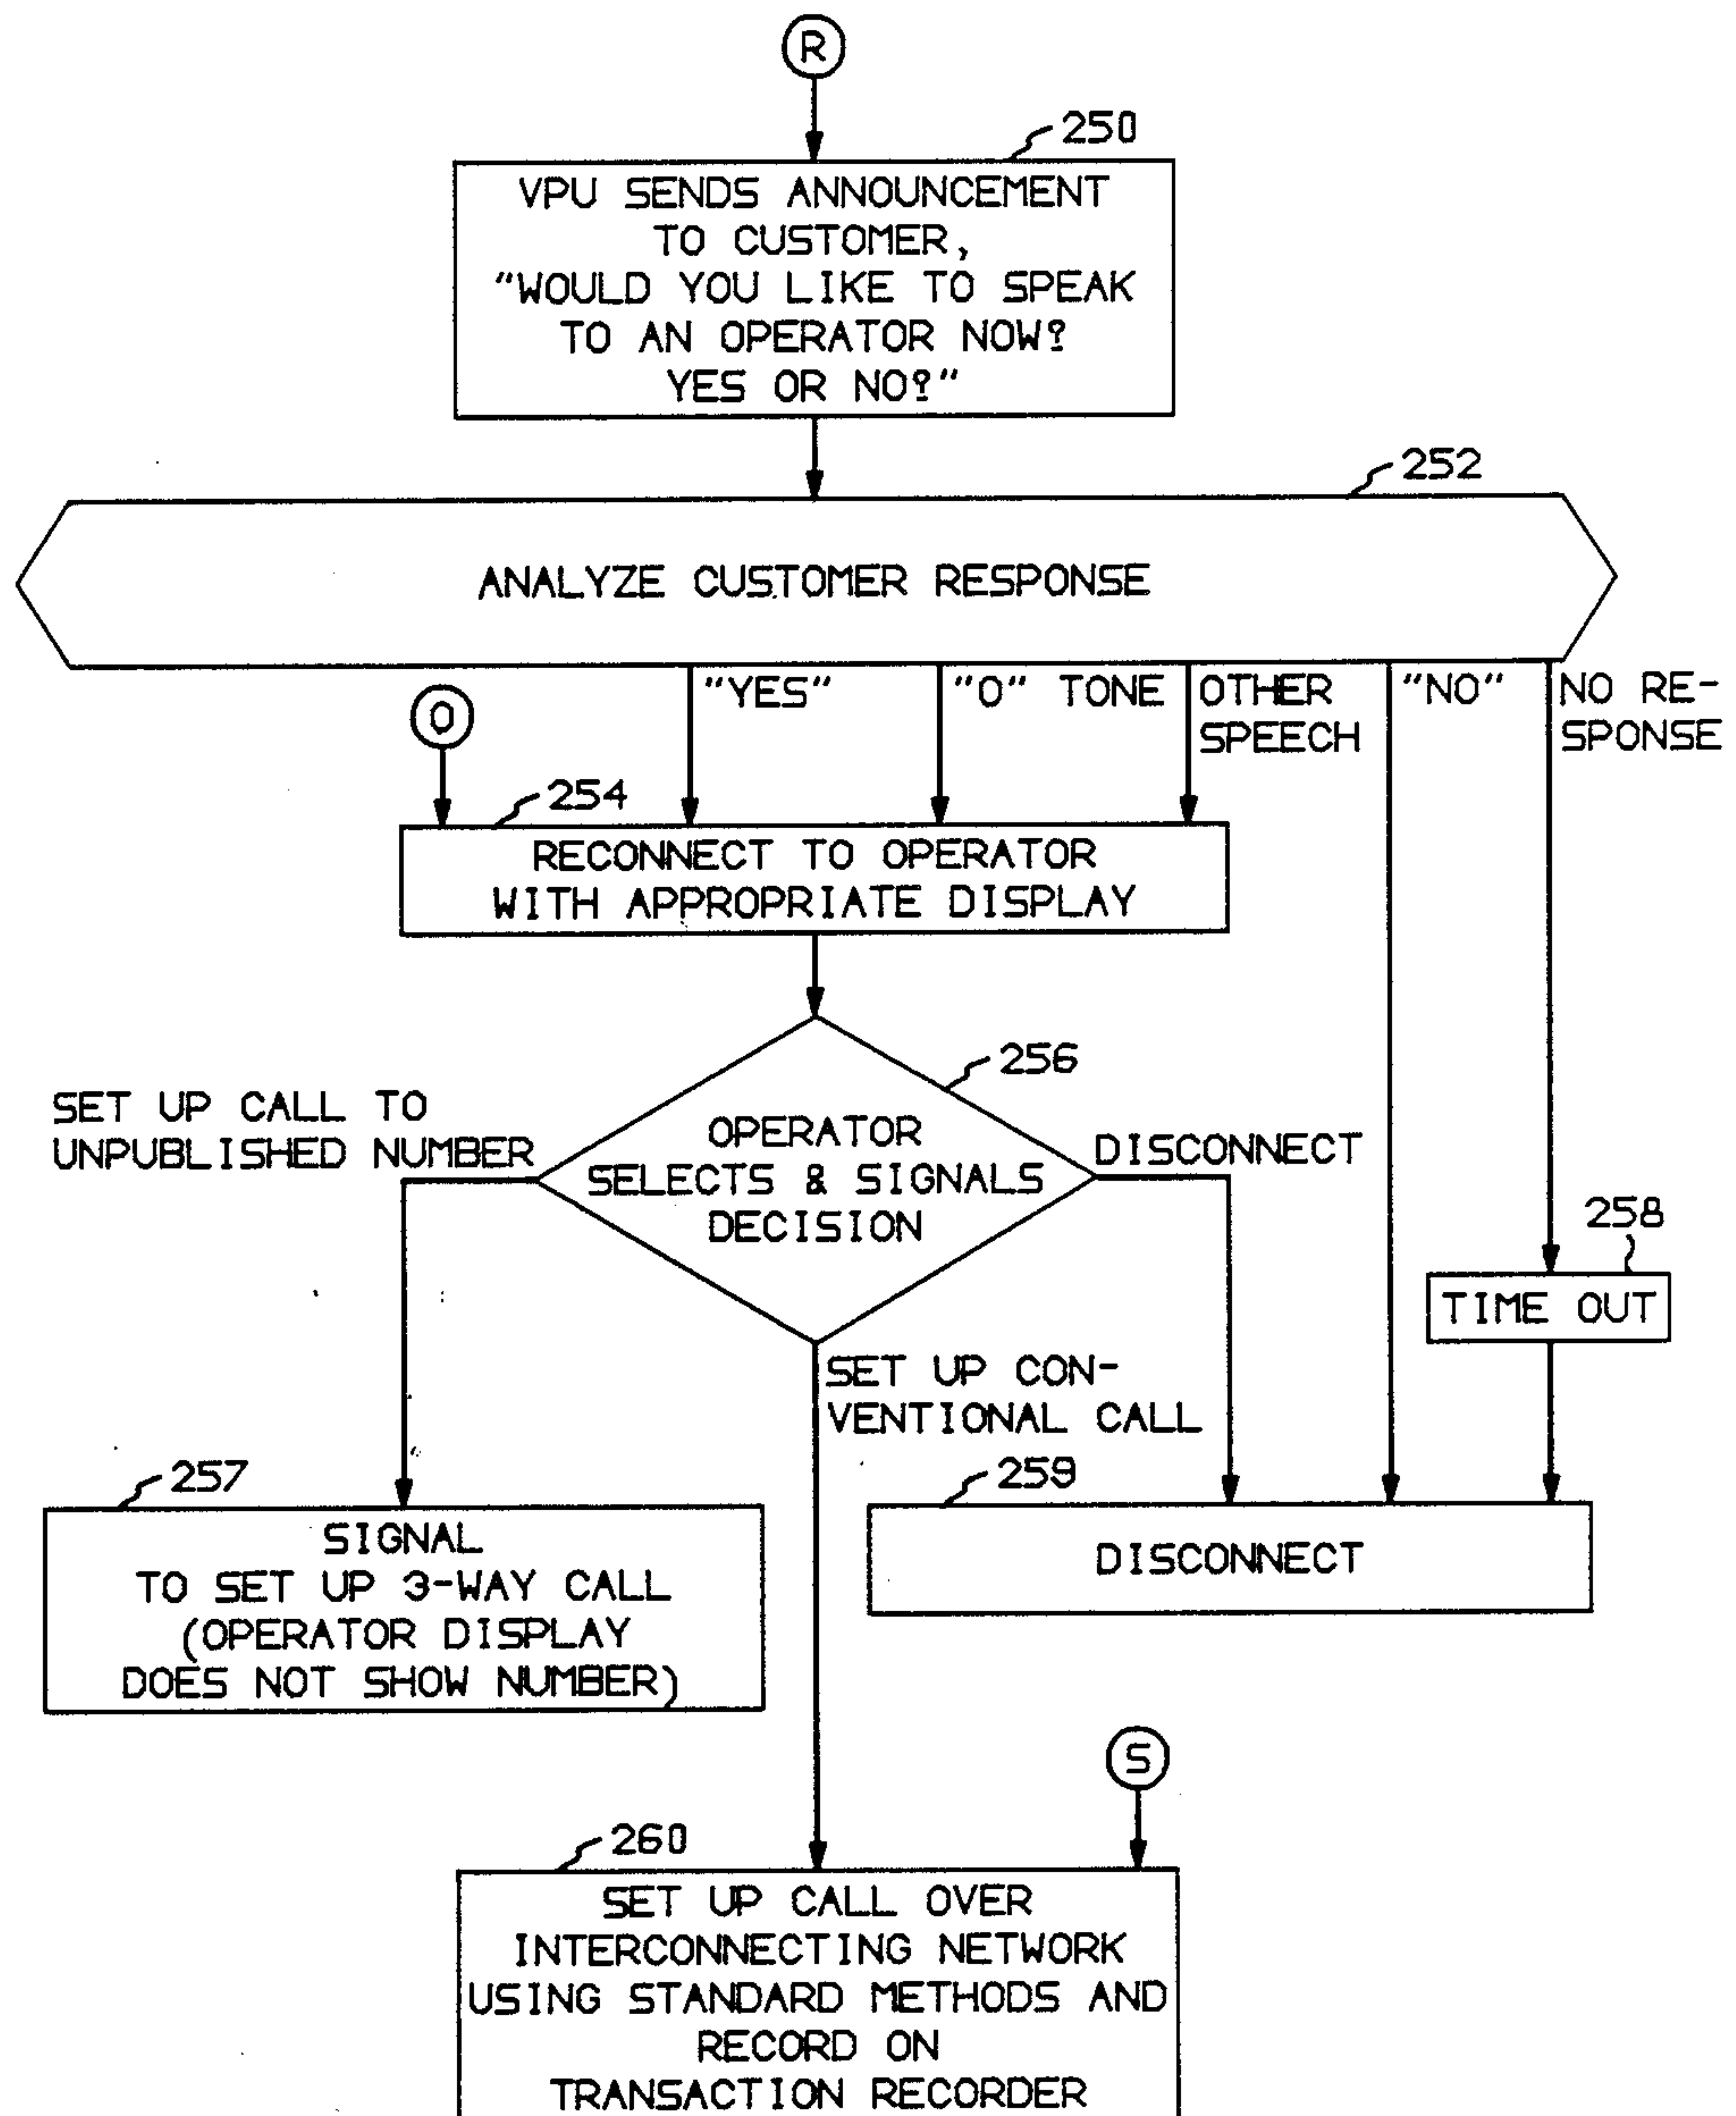 R
250
VPU SENDS ANNOUNCEMENT
TO CUSTOMER,
"WOULD YOU LIKE TO SPEAK
TO AN OPERATOR NOW?
YES OR NO?"
252
ANALYZE CUSTOMER RESPONSE
"YES"
"0" TONE
OTHER
SPEECH
"NO"
NO RE-
SPONSE
O
254
RECONNECT TO OPERATOR
WITH APPROPRIATE DISPLAY
256
OPERATOR
SELECTS & SIGNALS
DECISION
SET UP CALL TO
UNPUBLISHED NUMBER
DISCONNECT
258
TIME OUT
SET UP CON-
VENTIONAL CALL
257
SIGNAL
TO SET UP 3-WAY CALL
(OPERATOR DISPLAY
DOES NOT SHOW NUMBER)
259
DISCONNECT
S
260
SET UP CALL OVER
INTERCONNECTING NETWORK
USING STANDARD METHODS AND
RECORD ON
TRANSACTION RECORDER